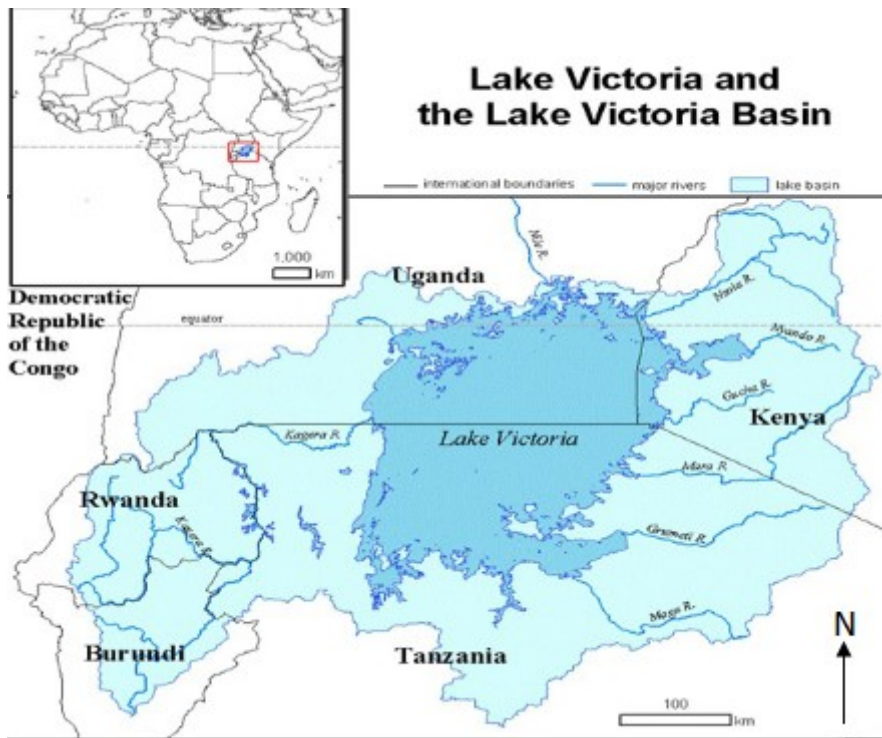 Lake Victoria and
the Lake Victoria Basin
international boundaries
major rivers
lake basin
1,000
km
Nile R.
Uganda
Nzoia R.
Democratic
Republic
of the
Congo
equator
Nyando R.
Gucha R.
Kenya
Kagera R.
Lake Victoria
Mara R.
Rwanda
Grumeti R.
Maga R.
Burundi
Tanzania
N
100
km